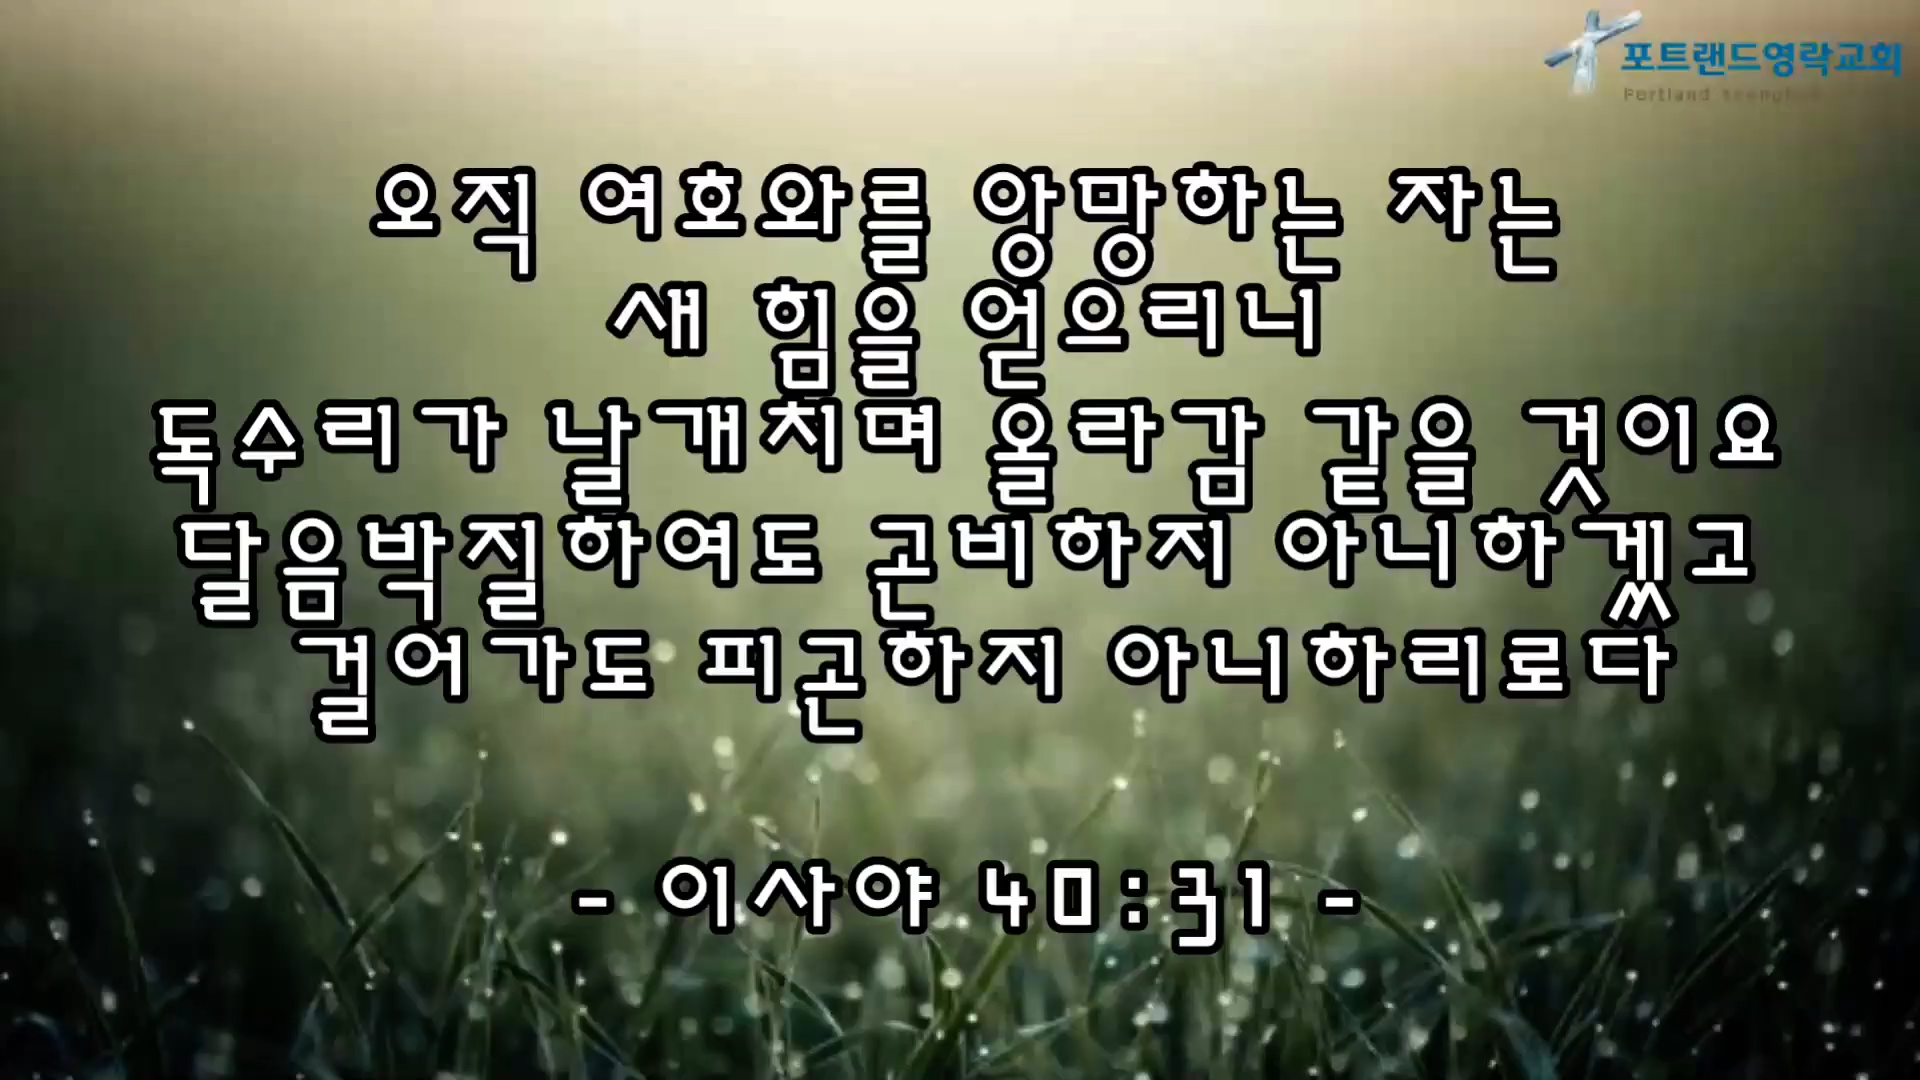 포트랜드영락교회
Portland
오직 여호와를 앙망하는 자는
새 힘을 얻으리니
독수리가 날개치며 올라감 같을 것이요
달음박질하여도 곤비하지 아니하겠고
걸어가도 피곤하지 아니하리로다
- 이사야 40:31 -